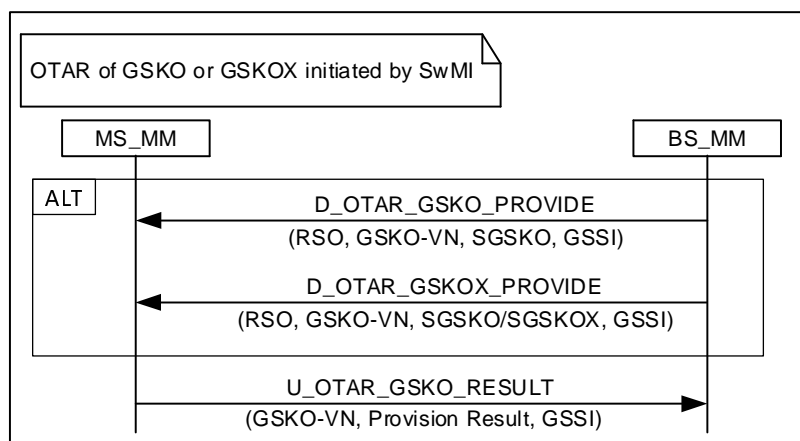 OTAR of GSKO or GSKOX initiated by SwMI
MS_MM
BS_MM
ALT
D_OTAR_GSKO_PROVIDE
(RSO, GSKO-VN, SGSKO, GSSI)
D_OTAR_GSKOX_PROVIDE
(RSO, GSKO-VN, SGSKO/SGSKOX, GSSI)
U_OTAR_GSKO_RESULT
(GSKO-VN, Provision Result, GSSI)